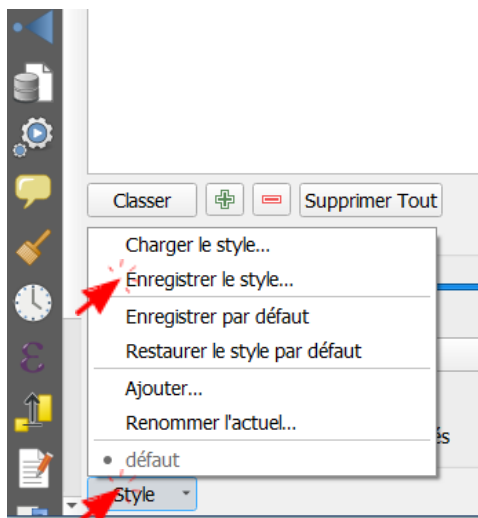 Classer
Supprimer Tout
Charger le style...
Enregistrer le style...
Enregistrer par défaut
Restaurer le style par défaut
Ajouter...
Renommer l'actuel...
défaut
és
Style